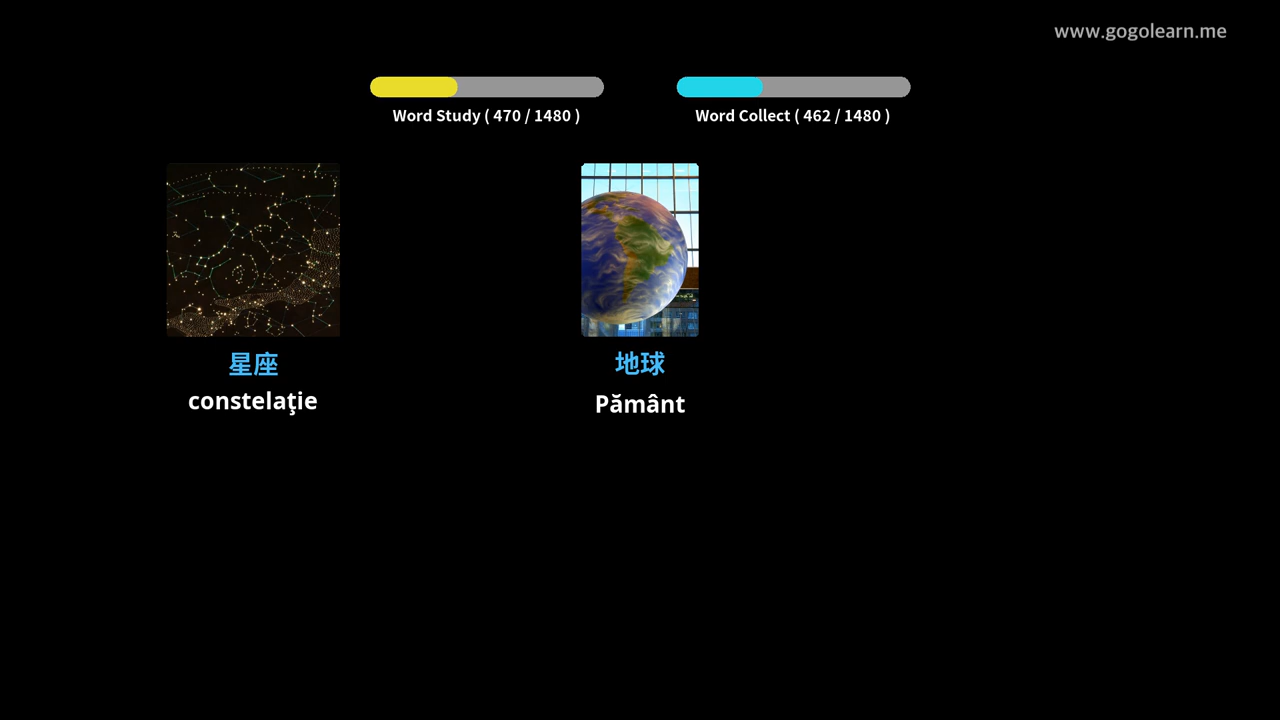 www.gogolearn.me
Word Study ( 470 / 1480 )
Word Collect ( 462 / 1480 )
星座
constelaţie
地球
Pământ